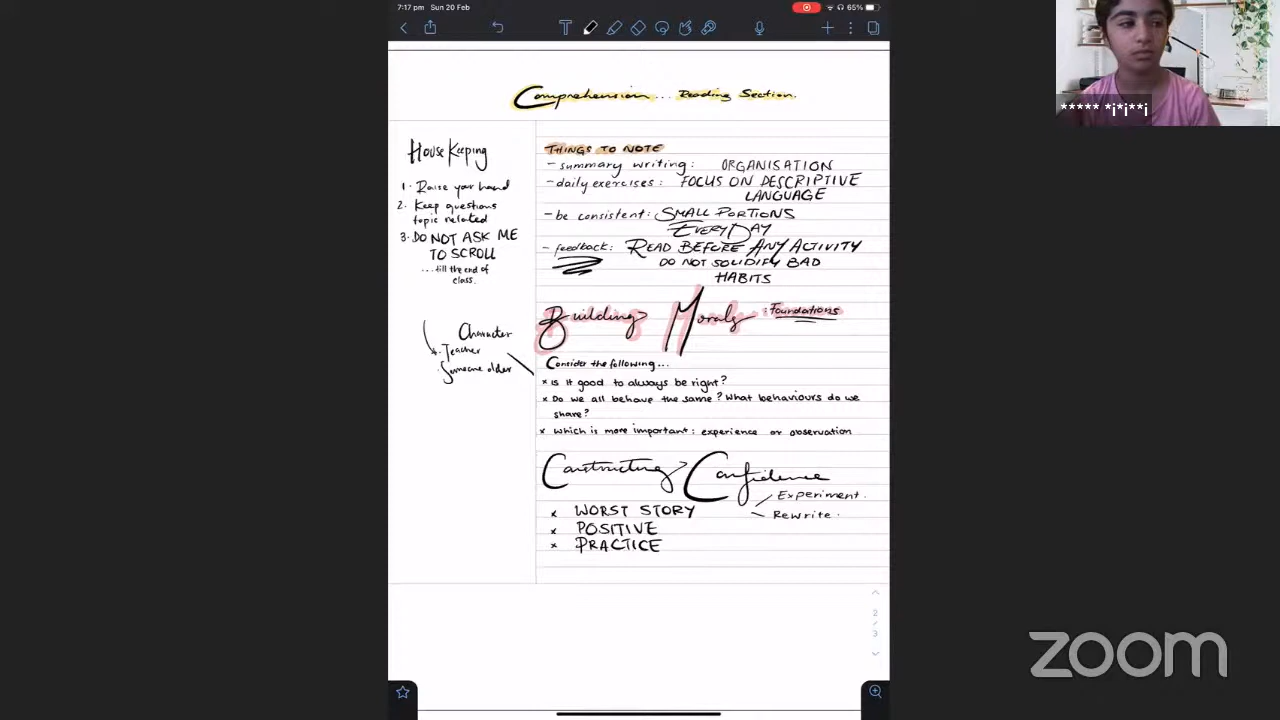 7:17 pm Sun 20 Feb
65%
Comprehension... Reading Section.
House Keeping
1. Raise your hand
2. Keep questions
topic related
3. DO NOT ASK ME
TO SCROLL
...till the end of
class.
Character
Teacher
Someone older
THINGS TO NOTE
- summary writing: ORGANISATION
- daily exercises: FOCUS ON DESCRIPTIVE
LANGUAGE
- be consistent: SMALL PORTIONS
EVERY DAY
- feedback: READ BEFORE ANY ACTIVITY
DO NOT SOLIDIFY BAD
HABITS
Building Morals: Foundations
Consider the following...
x Is it good to always be right?
x Do we all behave the same? What behaviours do we
share?
x Which is more important: experience or observation
Constructing Confidence
Experiment.
Rewrite.
x WORST STORY
x POSITIVE
x PRACTICE
2
/
3
***** *i*i**i
zoom